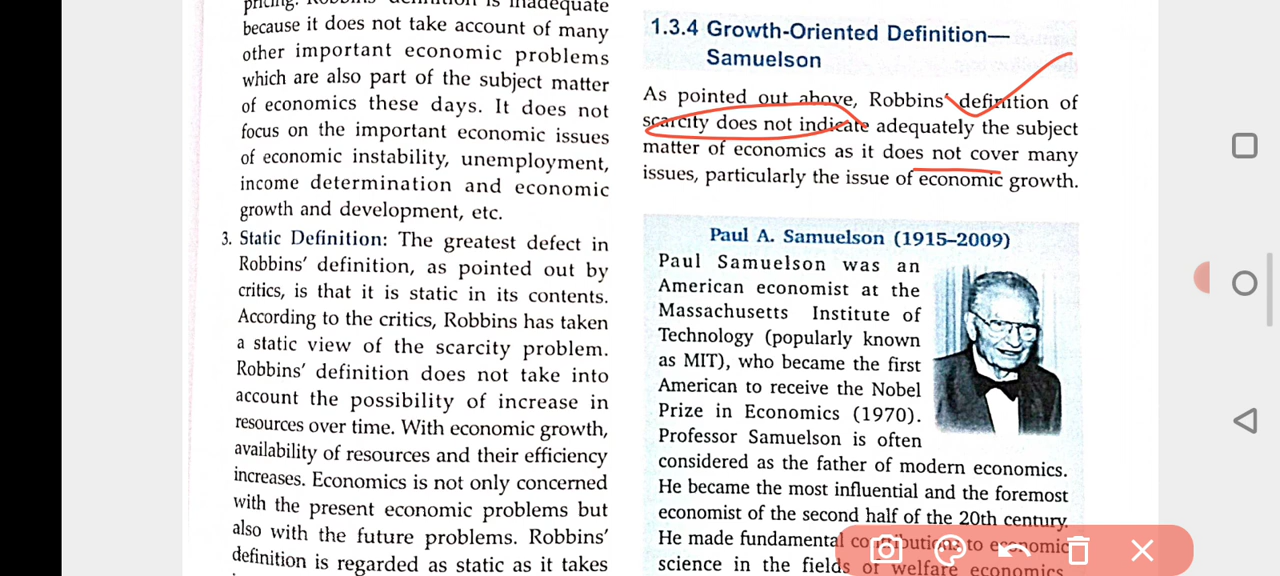 pricing. Robbins' definition is inadequate
because it does not take account of many
other important economic problems
which are also part of the subject matter
of economics these days. It does not
focus on the important economic issues
of economic instability, unemployment,
income determination and economic
growth and development, etc.
3. Static Definition: The greatest defect in
Robbins' definition, as pointed out by
critics, is that it is static in its contents.
According to the critics, Robbins has taken
a static view of the scarcity problem.
Robbins' definition does not take into
account the possibility of increase in
resources over time. With economic growth,
availability of resources and their efficiency
increases. Economics is not only concerned
with the present economic problems but
also with the future problems. Robbins'
definition is regarded as static as it takes
1.3.4 Growth-Oriented Definition—
Samuelson
As pointed out above, Robbins' definition of
scarcity does not indicate adequately the subject
matter of economics as it does not cover many
issues, particularly the issue of economic growth.
Paul A. Samuelson (1915–2009)
Paul Samuelson was an
American economist at the
Massachusetts Institute of
Technology (popularly known
as MIT), who became the first
American to receive the Nobel
Prize in Economics (1970).
Professor Samuelson is often
considered as the father of modern economics.
He became the most influential and the foremost
economist of the second half of the 20th century.
He made fundamental contributions to economic
science in the fields of welfare economics,